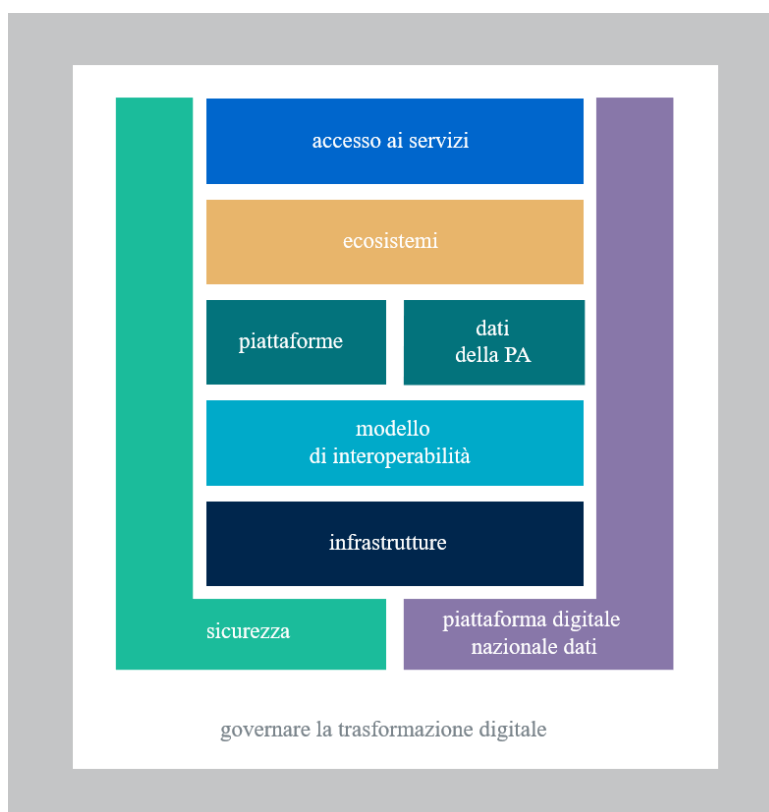 accesso ai servizi
ecosistemi
piattaforme
dati
della PA
modello
di interoperabilità
infrastrutture
sicurezza
piattaforma digitale
nazionale dati
governare la trasformazione digitale